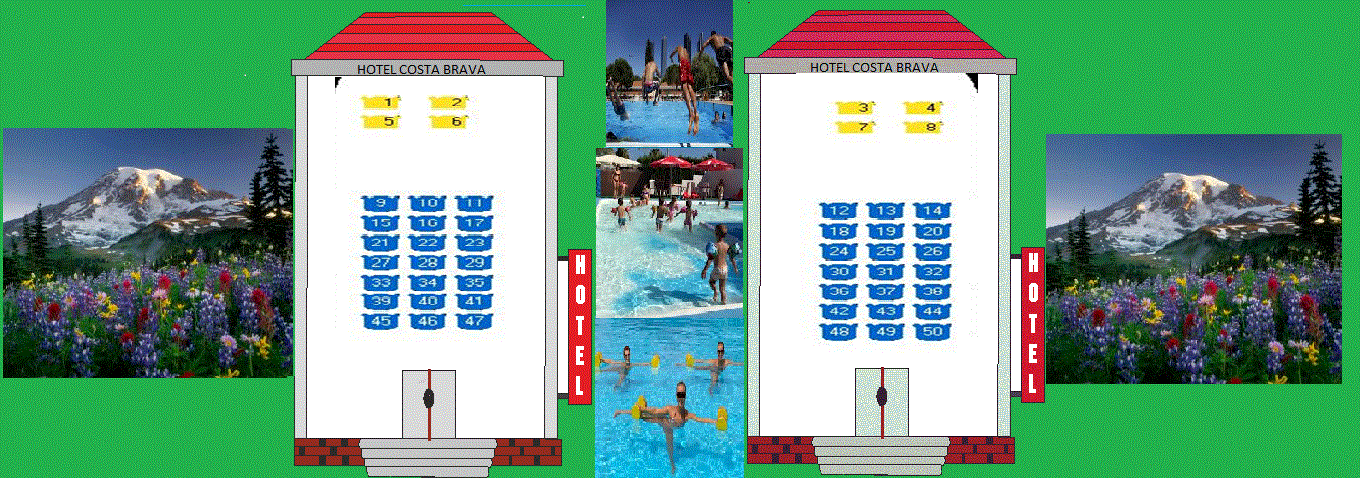 HOTEL COSTA BRAVA
1 2
5 6
9 10 11
15 16 17
21 22 23
27 28 29
33 34 35
39 40 41
45 46 47
HOTEL
HOTEL COSTA BRAVA
3 4
7 8
12 13 14
18 19 20
24 25 26
30 31 32
36 37 38
42 43 44
48 49 50
HOTEL